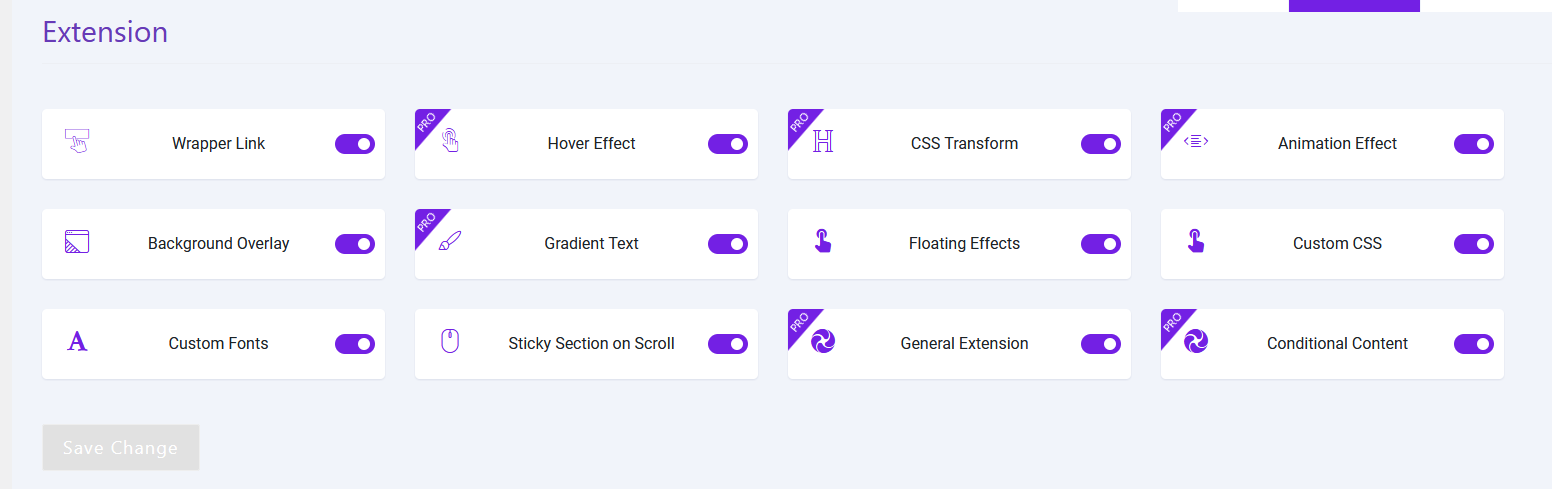 Extension
Wrapper Link
PRO
Hover Effect
PRO
CSS Transform
PRO
Animation Effect
Background Overlay
PRO
Gradient Text
Floating Effects
Custom CSS
Custom Fonts
Sticky Section on Scroll
PRO
General Extension
PRO
Conditional Content
Save Change